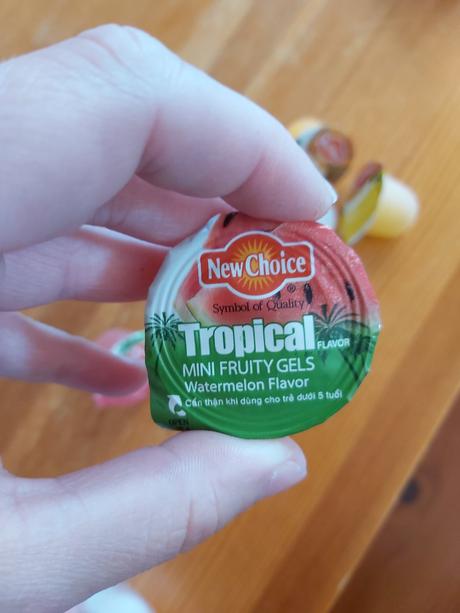 New Choice
®
Symbol of Quality
Tropical FLAVOR
MINI FRUITY GELS
Watermelon Flavor
Cẩn thận khi dùng cho trẻ dưới 5 tuổi
OPEN